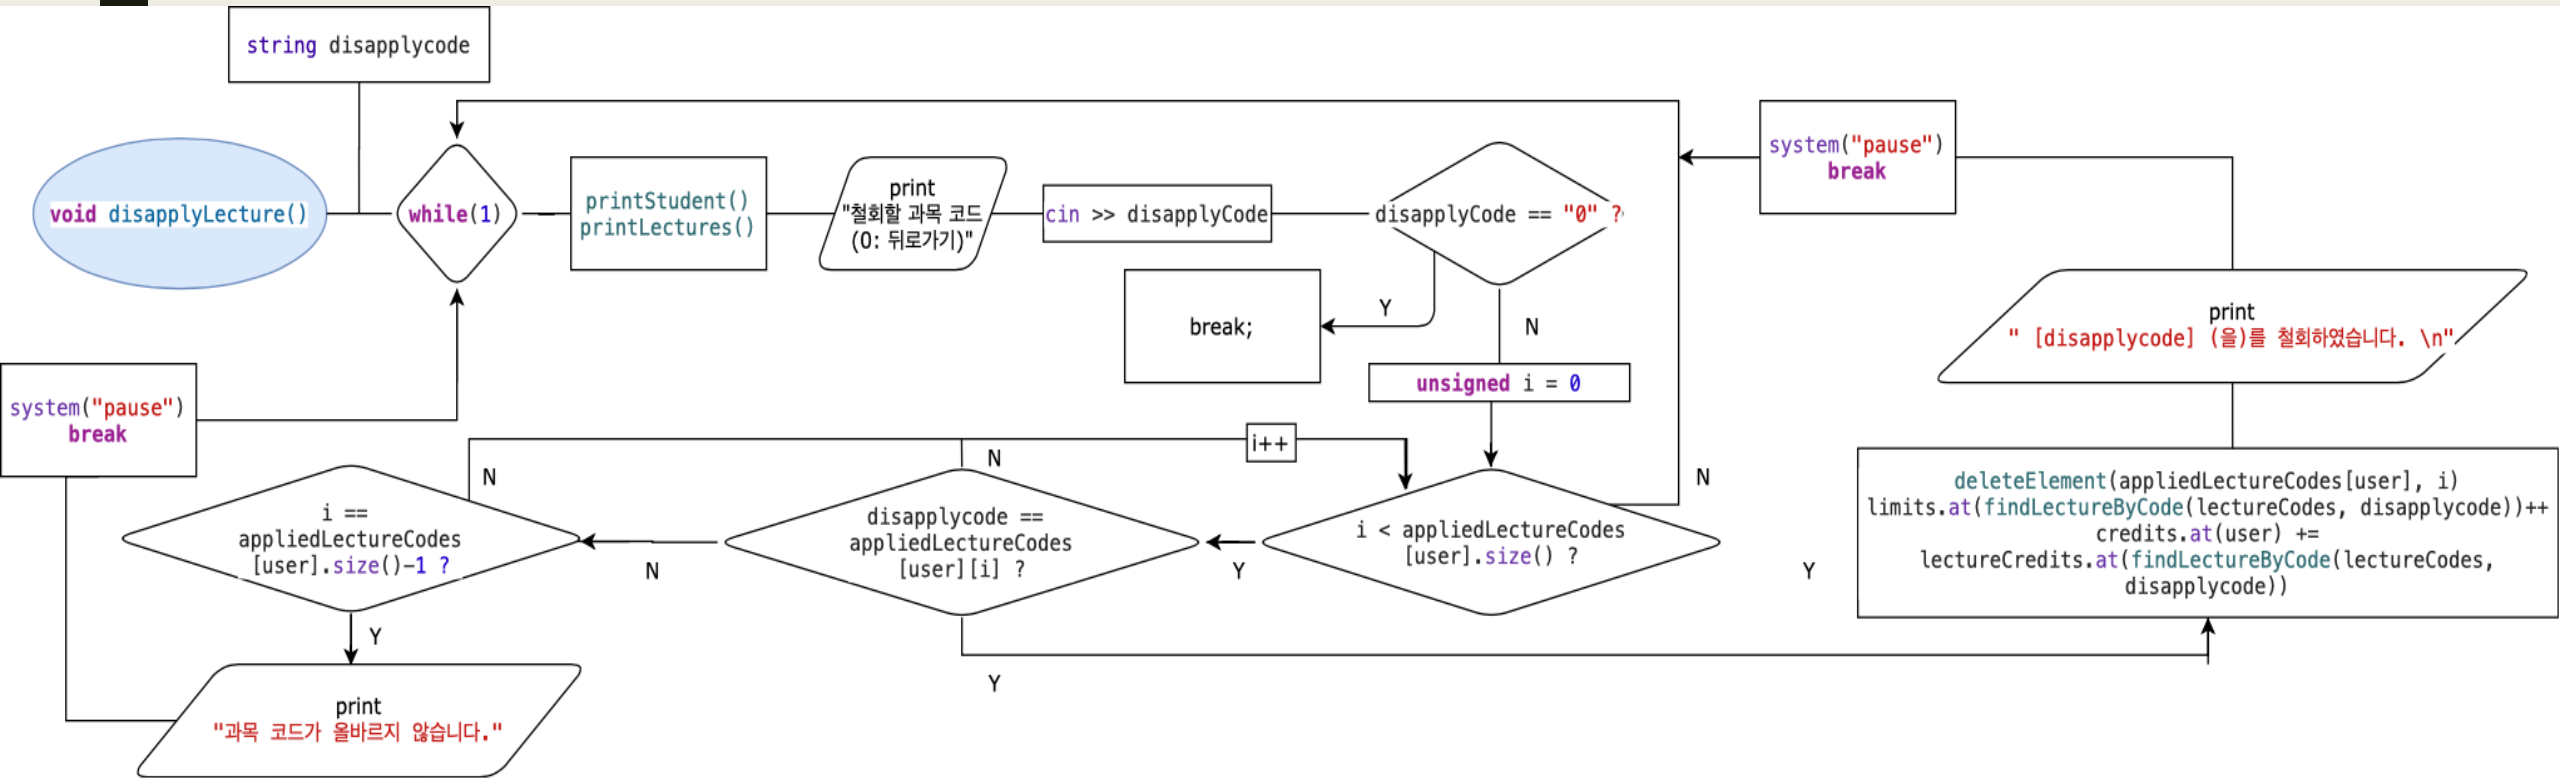 string disapplycode
void disapplyLecture()
while(1)
printStudent()
printLectures()
print
"철회할 과목 코드
(0: 뒤로가기)"
cin >> disapplyCode
disapplyCode == "0" ?
Y
break;
N
unsigned i = 0
i < appliedLectureCodes
[user].size() ?
N
Y
disapplycode ==
appliedLectureCodes
[user][i] ?
N
i++
N
Y
i ==
appliedLectureCodes
[user].size()-1 ?
N
Y
print
"과목 코드가 올바르지 않습니다."
system("pause")
break
Y
deleteElement(appliedLectureCodes[user], i)
limits.at(findLectureByCode(lectureCodes, disapplycode))++
credits.at(user) +=
lectureCredits.at(findLectureByCode(lectureCodes,
disapplycode))
print
" [disapplycode] (을)를 철회하였습니다. \n"
system("pause")
break